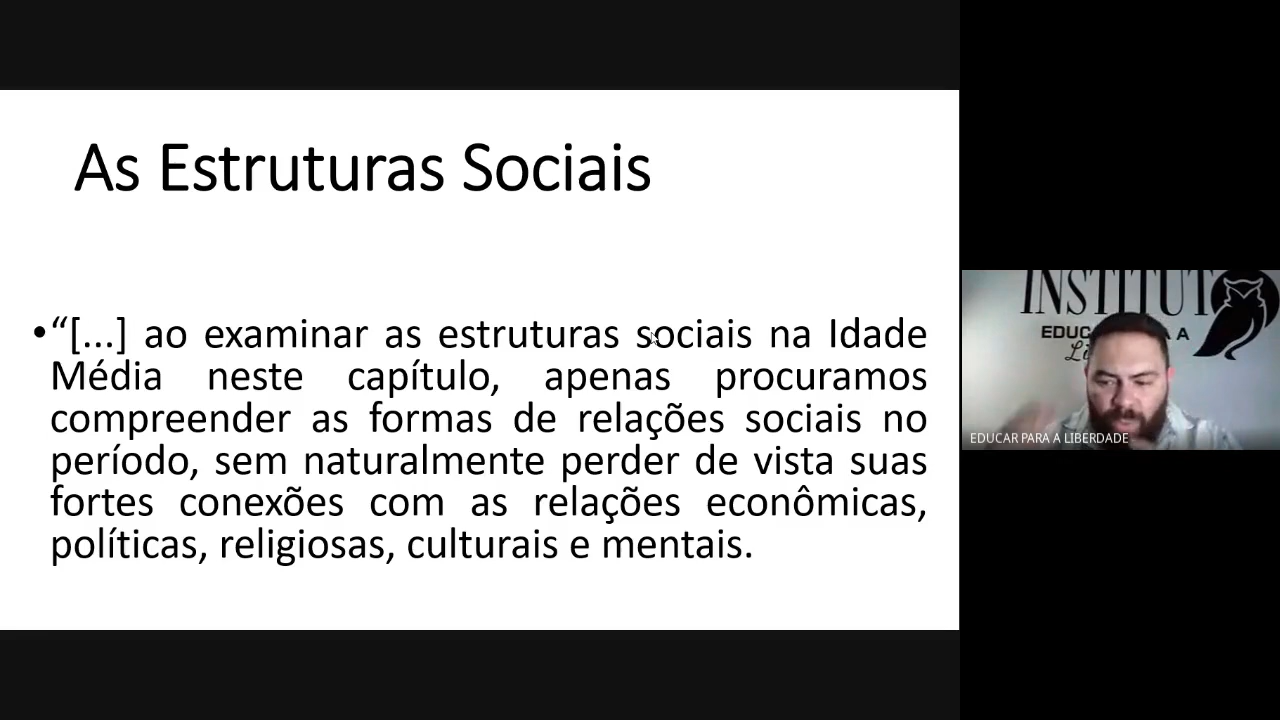 As Estruturas Sociais
•“[...] ao examinar as estruturas sociais na Idade
Média neste capítulo, apenas procuramos
compreender as formas de relações sociais no
período, sem naturalmente perder de vista suas
fortes conexões com as relações econômicas,
políticas, religiosas, culturais e mentais.
INSTITUT
EDUC A A
Li
EDUCAR PARA A LIBERDADE